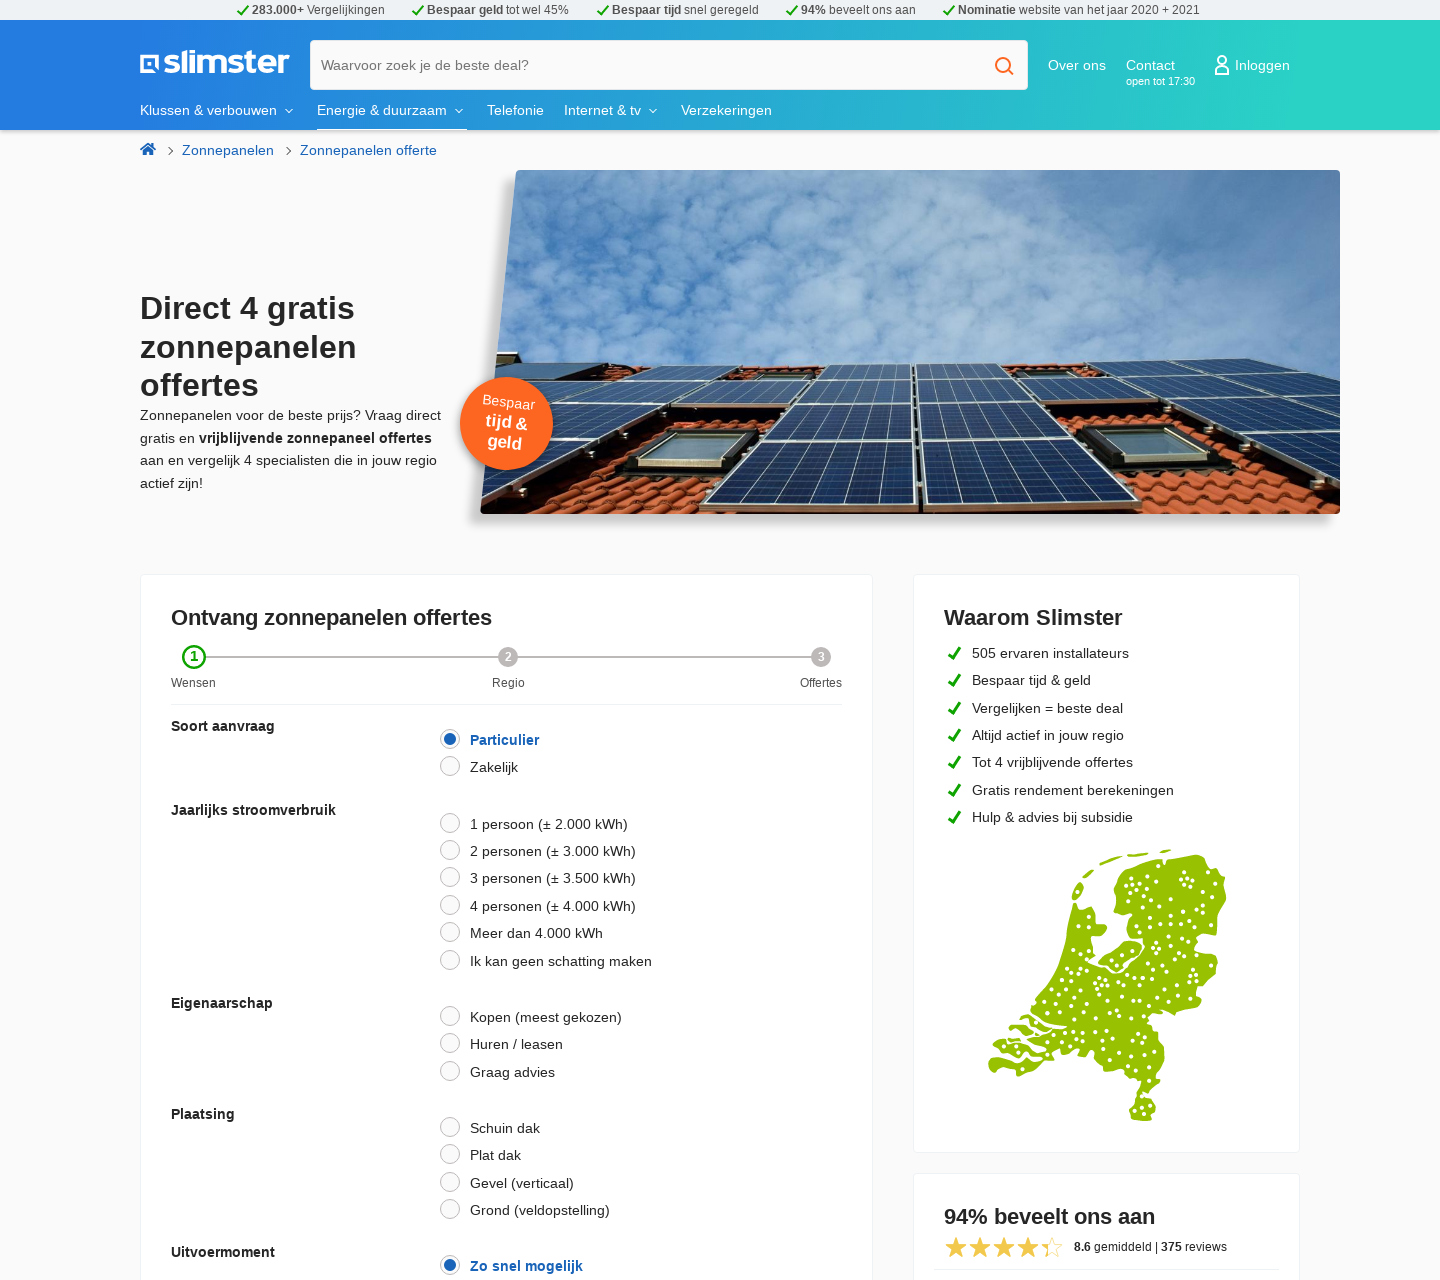 283.000+ Vergelijkingen
Bespaar geld tot wel 45%
Bespaar tijd snel geregeld
94% beveelt ons aan
Nominatie website van het jaar 2020 + 2021
slimster
Waarvoor zoek je de beste deal?
Over ons
Contact
open tot 17:30
Inloggen
Klussen & verbouwen
Energie & duurzaam
Telefonie
Internet & tv
Verzekeringen
Zonnepanelen
Zonnepanelen offerte
Direct 4 gratis
zonnepanelen
offertes
Zonnepanelen voor de beste prijs? Vraag direct
gratis en vrijblijvende zonnepaneel offertes
aan en vergelijk 4 specialisten die in jouw regio
actief zijn!
Bespaar
tijd &
geld
Ontvang zonnepanelen offertes
1
2
3
Wensen
Regio
Offertes
Soort aanvraag
Particulier
Zakelijk
Jaarlijks stroomverbruik
1 persoon (± 2.000 kWh)
2 personen (± 3.000 kWh)
3 personen (± 3.500 kWh)
4 personen (± 4.000 kWh)
Meer dan 4.000 kWh
Ik kan geen schatting maken
Eigenaarschap
Kopen (meest gekozen)
Huren / leasen
Graag advies
Plaatsing
Schuin dak
Plat dak
Gevel (verticaal)
Grond (veldopstelling)
Uitvoermoment
Zo snel mogelijk
Waarom Slimster
505 ervaren installateurs
Bespaar tijd & geld
Vergelijken = beste deal
Altijd actief in jouw regio
Tot 4 vrijblijvende offertes
Gratis rendement berekeningen
Hulp & advies bij subsidie
94% beveelt ons aan
8.6 gemiddeld | 375 reviews